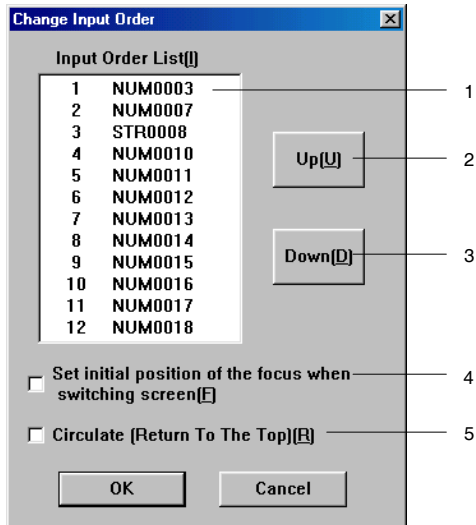 Change Input Order
Input Order List(I)
1 NUM0003
2 NUM0007
3 STR0008
4 NUM0010
5 NUM0011
6 NUM0012
7 NUM0013
8 NUM0014
9 NUM0015
10 NUM0016
11 NUM0017
12 NUM0018
Up(U)
Down(D)
Set initial position of the focus when
switching screen(F)
Circulate (Return To The Top)(R)
OK Cancel
1
2
3
4
5